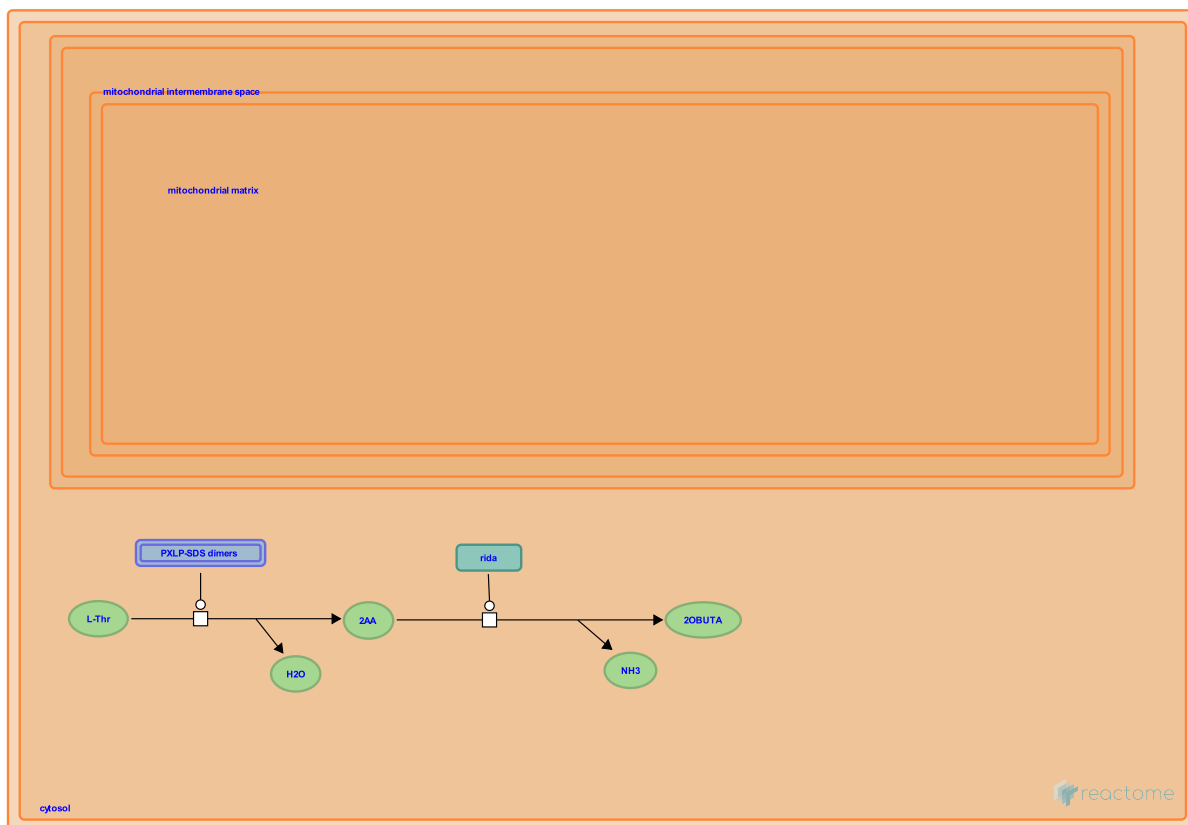 mitochondrial intermembrane space
mitochondrial matrix
PXLP-SDS dimers
rida
L-Thr
2AA
2OBUTA
H2O
NH3
reactome
cytosol